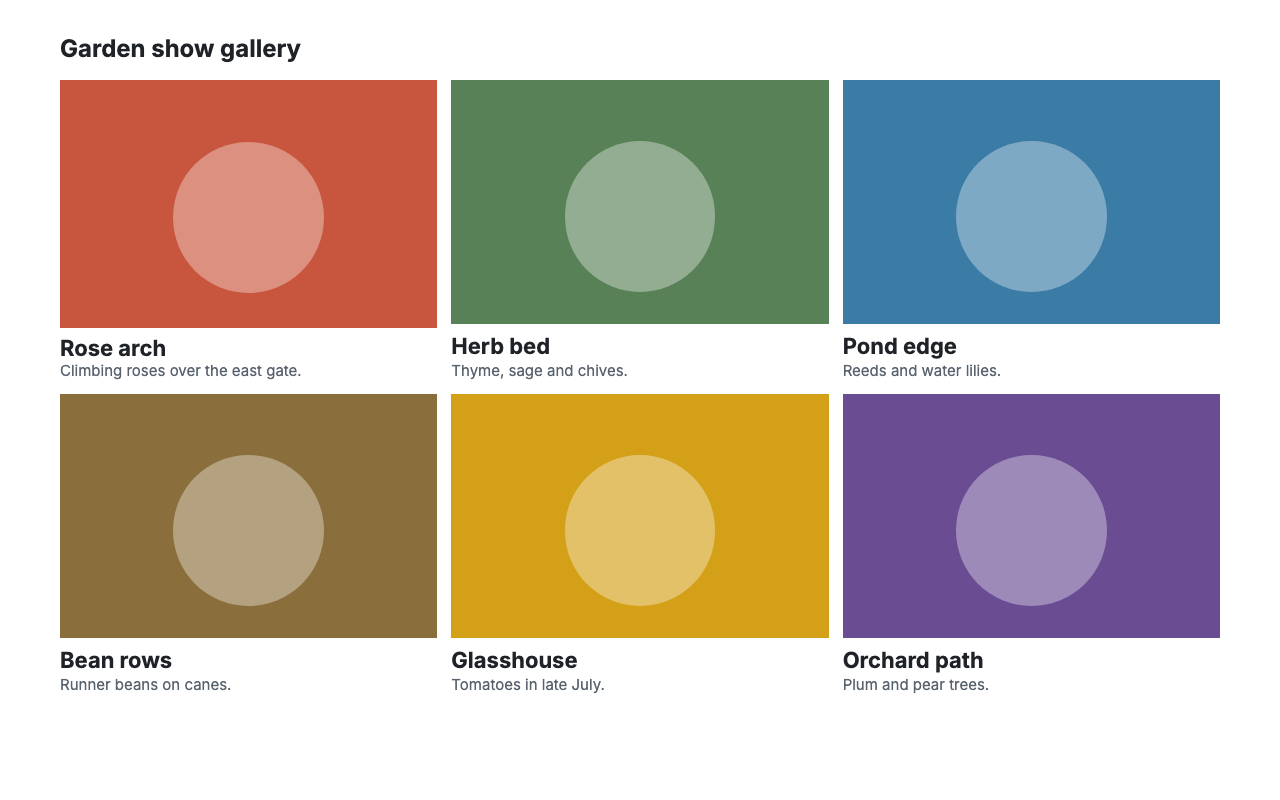 Garden show gallery
Rose arch
Climbing roses over the east gate.
Herb bed
Thyme, sage and chives.
Pond edge
Reeds and water lilies.
Bean rows
Runner beans on canes.
Glasshouse
Tomatoes in late July.
Orchard path
Plum and pear trees.